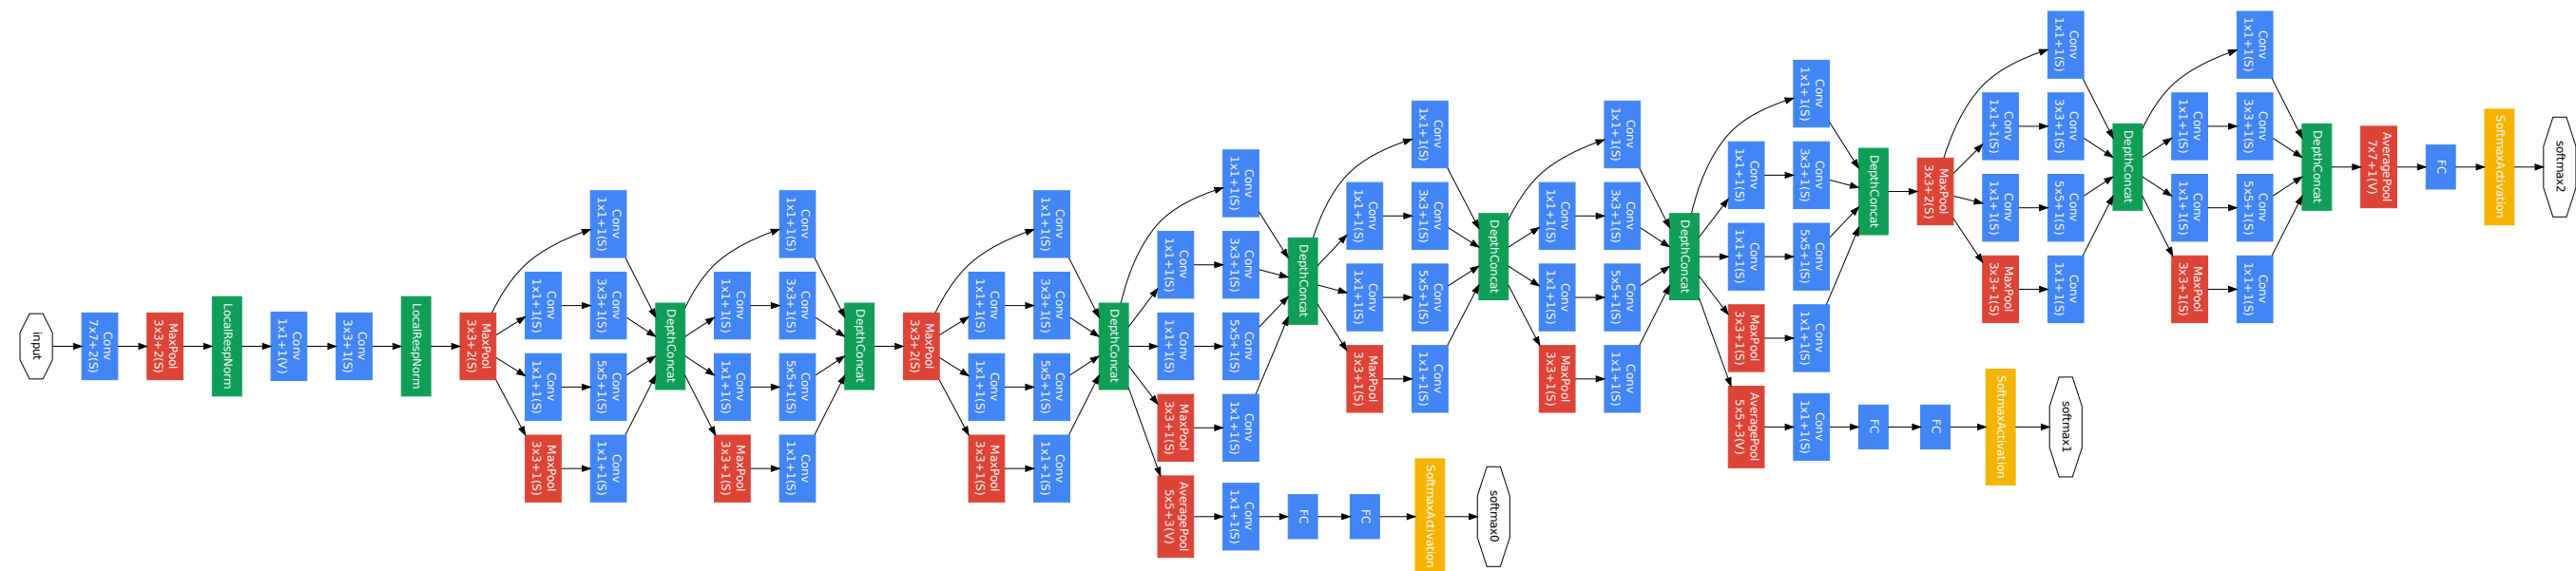 input
Conv
7x7+2(S)
MaxPool
3x3+2(S)
LocalRespNorm
Conv
1x1+1(V)
Conv
3x3+1(S)
LocalRespNorm
MaxPool
3x3+2(S)
Conv
1x1+1(S)
Conv
1x1+1(S)
MaxPool
3x3+1(S)
Conv
1x1+1(S)
Conv
3x3+1(S)
Conv
5x5+1(S)
Conv
1x1+1(S)
DepthConcat
Conv
1x1+1(S)
Conv
1x1+1(S)
MaxPool
3x3+1(S)
Conv
1x1+1(S)
Conv
3x3+1(S)
Conv
5x5+1(S)
Conv
1x1+1(S)
DepthConcat
MaxPool
3x3+2(S)
Conv
1x1+1(S)
Conv
1x1+1(S)
MaxPool
3x3+1(S)
Conv
1x1+1(S)
Conv
3x3+1(S)
Conv
5x5+1(S)
Conv
1x1+1(S)
DepthConcat
Conv
1x1+1(S)
Conv
1x1+1(S)
MaxPool
3x3+1(S)
AveragePool
5x5+3(V)
Conv
1x1+1(S)
Conv
3x3+1(S)
Conv
5x5+1(S)
Conv
1x1+1(S)
Conv
1x1+1(S)
DepthConcat
FC
Conv
1x1+1(S)
Conv
1x1+1(S)
MaxPool
3x3+1(S)
FC
Conv
1x1+1(S)
Conv
3x3+1(S)
Conv
5x5+1(S)
Conv
1x1+1(S)
SoftmaxActivation
DepthConcat
softmax0
Conv
1x1+1(S)
Conv
1x1+1(S)
MaxPool
3x3+1(S)
Conv
1x1+1(S)
Conv
3x3+1(S)
Conv
5x5+1(S)
Conv
1x1+1(S)
DepthConcat
Conv
1x1+1(S)
Conv
1x1+1(S)
MaxPool
3x3+1(S)
AveragePool
5x5+3(V)
Conv
1x1+1(S)
Conv
3x3+1(S)
Conv
5x5+1(S)
Conv
1x1+1(S)
Conv
1x1+1(S)
DepthConcat
FC
MaxPool
3x3+2(S)
FC
Conv
1x1+1(S)
Conv
1x1+1(S)
MaxPool
3x3+1(S)
SoftmaxActivation
Conv
1x1+1(S)
Conv
3x3+1(S)
Conv
5x5+1(S)
Conv
1x1+1(S)
softmax1
DepthConcat
Conv
1x1+1(S)
Conv
1x1+1(S)
MaxPool
3x3+1(S)
Conv
1x1+1(S)
Conv
3x3+1(S)
Conv
5x5+1(S)
Conv
1x1+1(S)
DepthConcat
AveragePool
7x7+1(V)
FC
SoftmaxActivation
softmax2